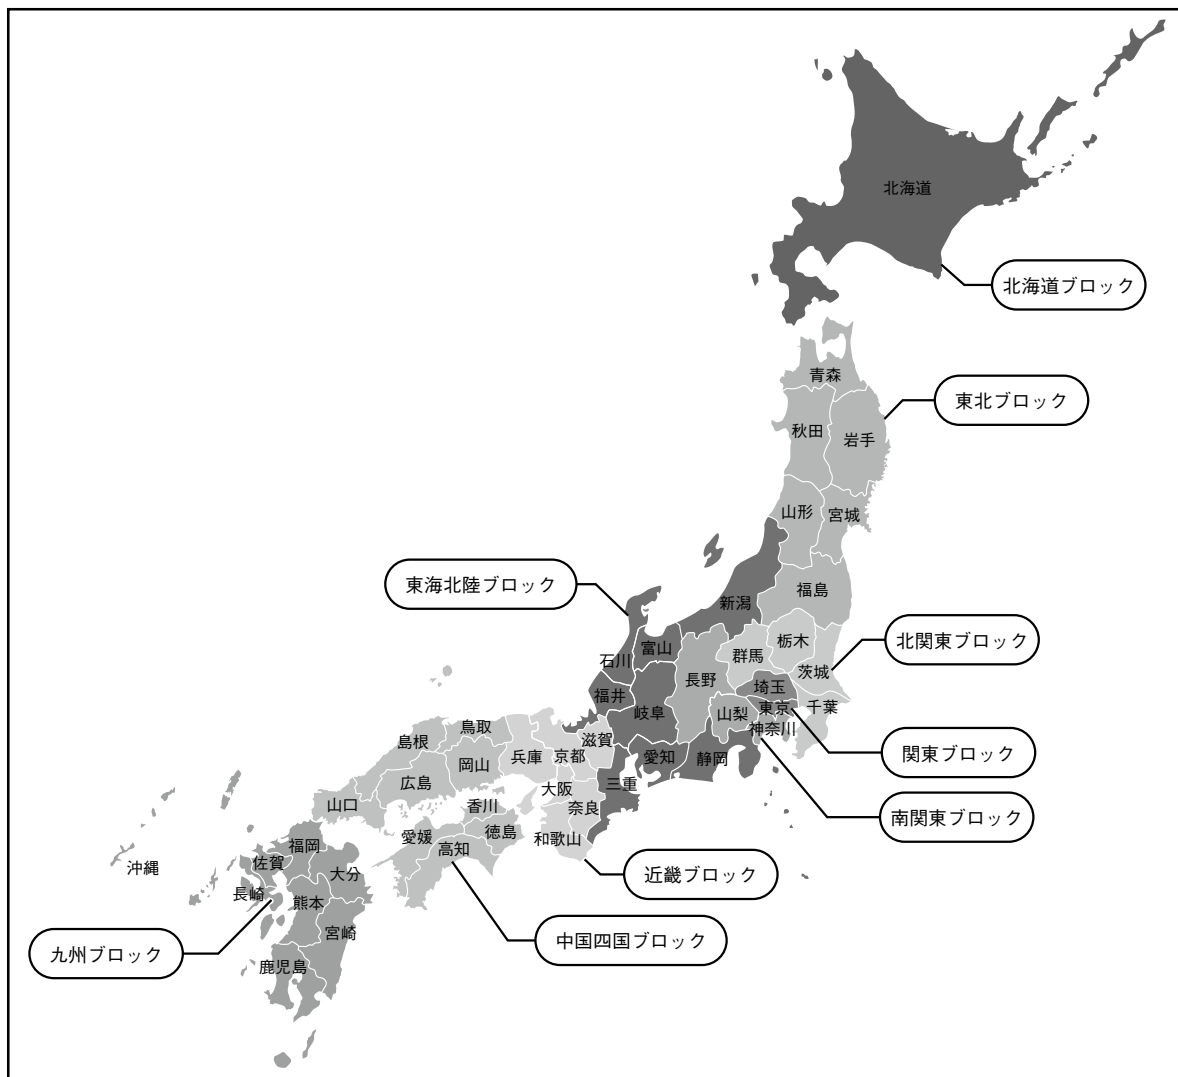 北海道
北海道ブロック
青森
東北ブロック
秋田
岩手
山形
宮城
東海北陸ブロック
福島
新潟
北関東ブロック
栃木
富山
群馬
石川
茨城
長野
埼玉
福井
千葉
東京
岐阜
山梨
神奈川
鳥取
滋賀
島根
関東ブロック
兵庫
京都
愛知
静岡
岡山
広島
三重
大阪
山口
香川
奈良
南関東ブロック
愛媛
徳島
和歌山
福岡
高知
佐賀
沖縄
大分
近畿ブロック
長崎
熊本
宮崎
中国四国ブロック
九州ブロック
鹿児島